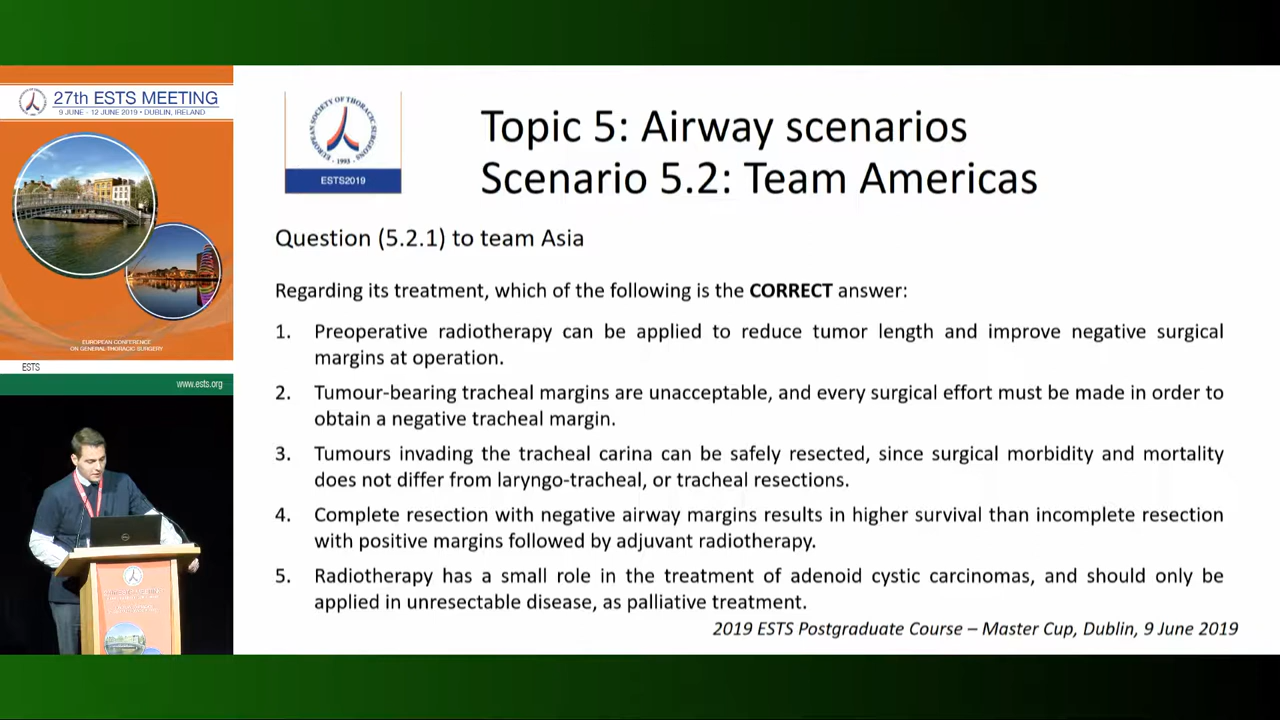 27th ESTS MEETING
9 JUNE - 12 JUNE 2019 • DUBLIN, IRELAND
EUROPEAN CONFERENCE
ON GENERAL THORACIC SURGERY
ESTS
www.ests.org
EUROPEAN SOCIETY OF THORACIC SURGEONS
· 1993 ·
ESTS2019
Topic 5: Airway scenarios
Scenario 5.2: Team Americas
Question (5.2.1) to team Asia
Regarding its treatment, which of the following is the CORRECT answer:
1. Preoperative radiotherapy can be applied to reduce tumor length and improve negative surgical
margins at operation.
2. Tumour-bearing tracheal margins are unacceptable, and every surgical effort must be made in order to
obtain a negative tracheal margin.
3. Tumours invading the tracheal carina can be safely resected, since surgical morbidity and mortality
does not differ from laryngo-tracheal, or tracheal resections.
4. Complete resection with negative airway margins results in higher survival than incomplete resection
with positive margins followed by adjuvant radiotherapy.
5. Radiotherapy has a small role in the treatment of adenoid cystic carcinomas, and should only be
applied in unresectable disease, as palliative treatment.
2019 ESTS Postgraduate Course – Master Cup, Dublin, 9 June 2019